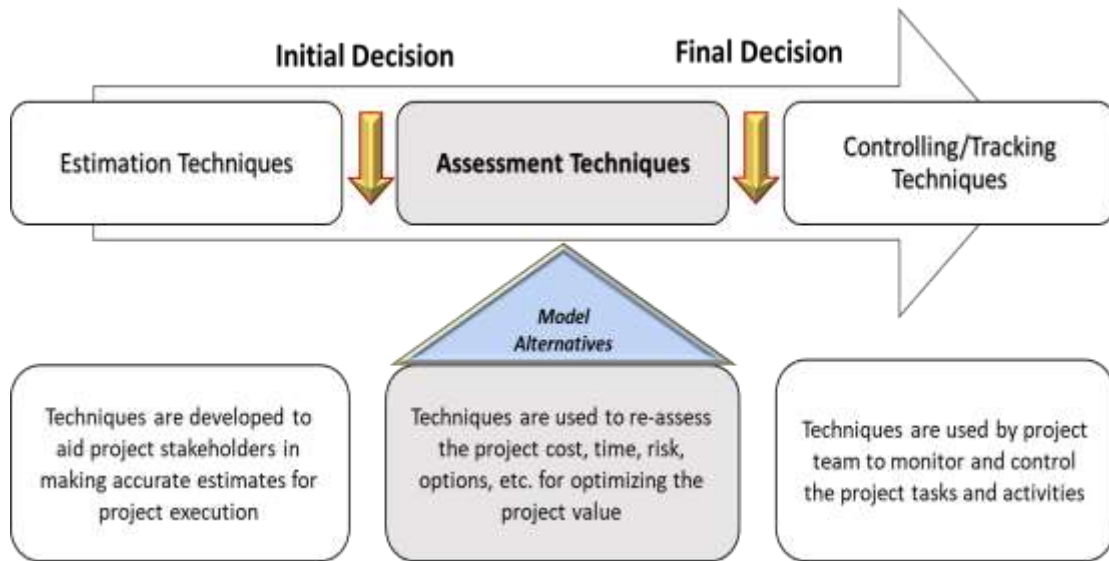 Initial Decision
Final Decision
Estimation Techniques
Assessment Techniques
Controlling/Tracking
Techniques
Model
Alternatives
Techniques are developed to
aid project stakeholders in
making accurate estimates for
project execution
Techniques are used to re-assess
the project cost, time, risk,
options, etc. for optimizing the
project value
Techniques are used by project
team to monitor and control
the project tasks and activities